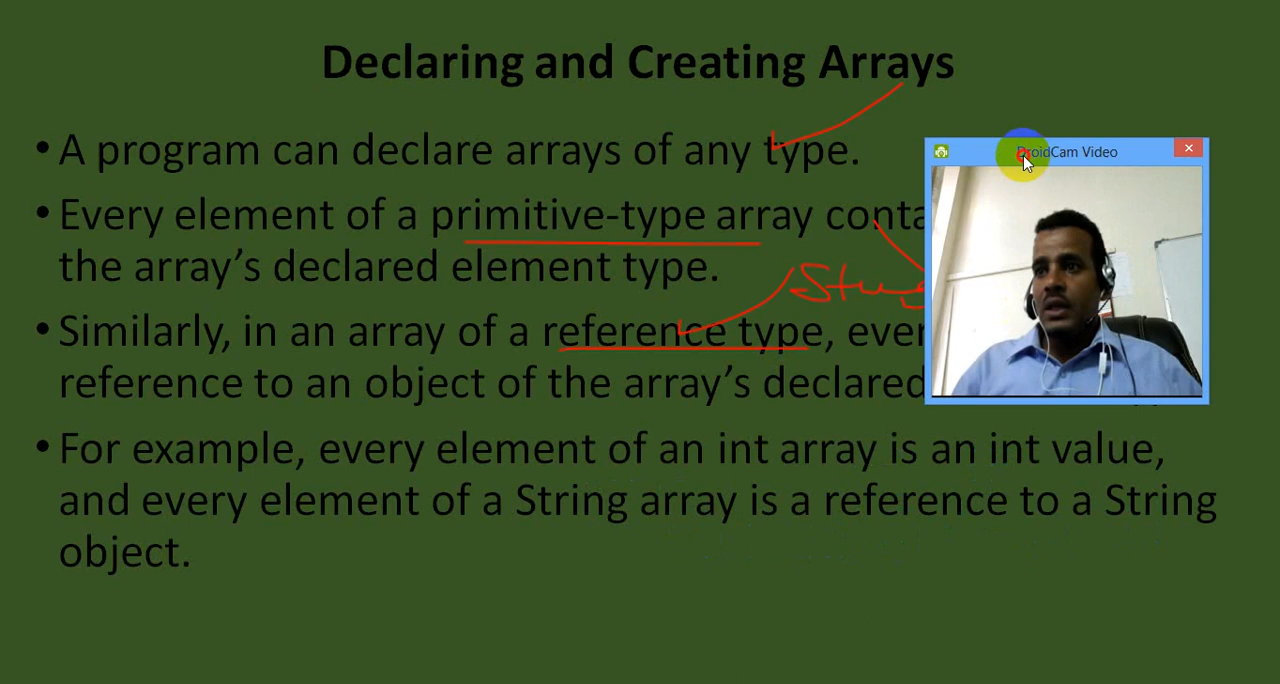 Declaring and Creating Arrays
• A program can declare arrays of any type.
DroidCam Video
• Every element of a primitive-type array
the array’s declared element type.
• Similarly, in an array of a reference type,
reference to an object of the array’s declared
• For example, every element of an int array is an int value,
and every element of a String array is a reference to a String
object.